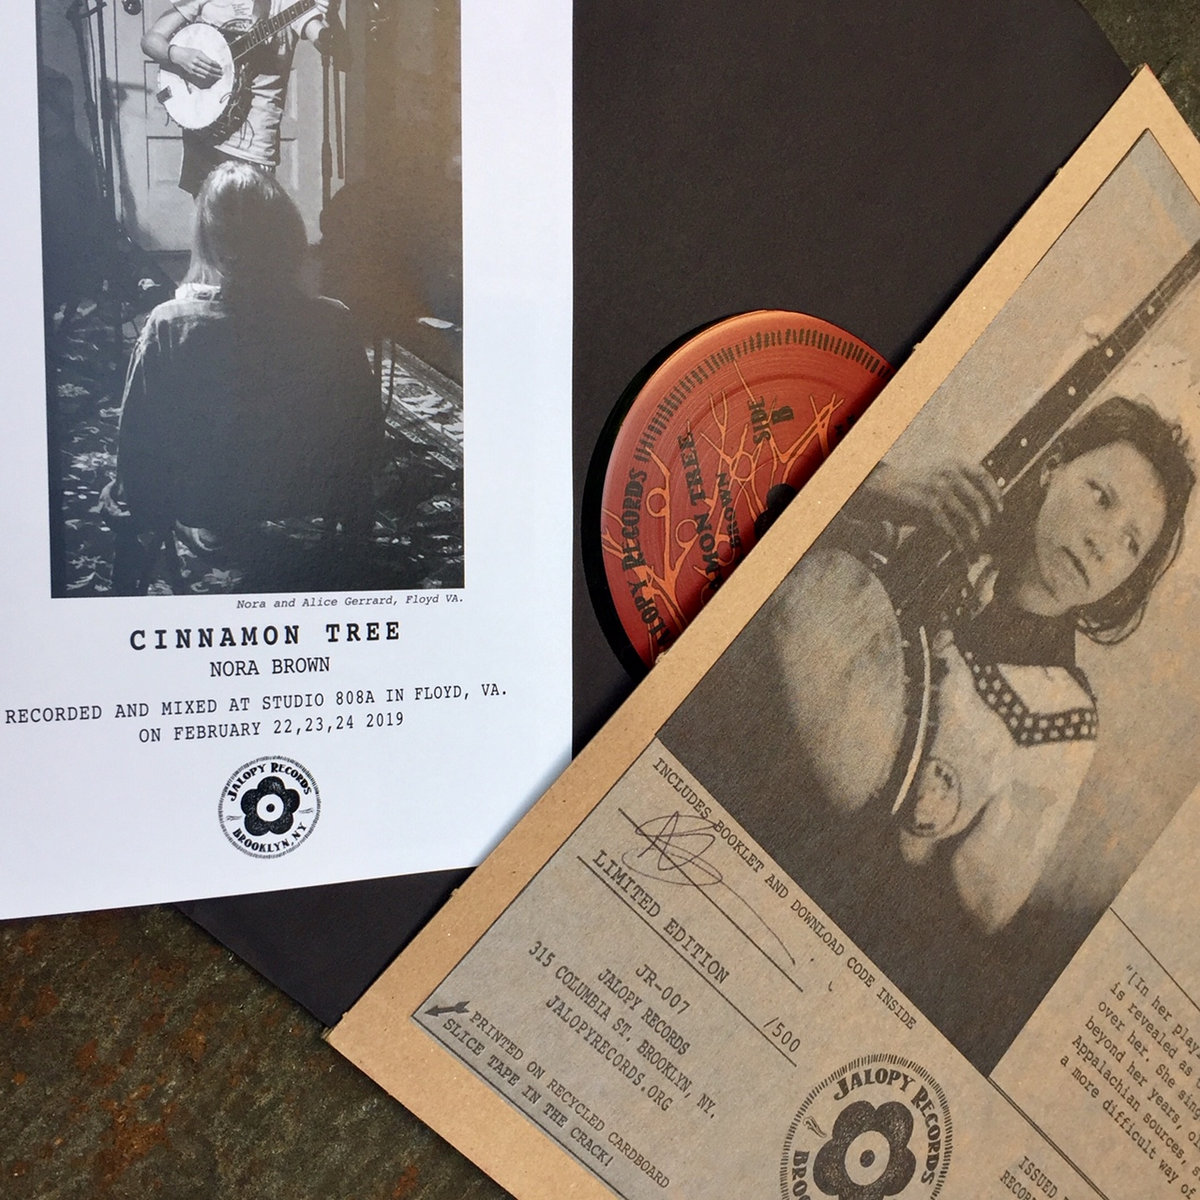 Nora and Alice Gerrard, Floyd VA.
CINNAMON TREE
NORA BROWN
RECORDED AND MIXED AT STUDIO 808A IN FLOYD, VA.
ON FEBRUARY 22,23,24 2019
JALOPY RECORDS
BROOKLYN, NY
JALOPY RECORDS
SIDE
B
TREE
BROWN
INCLUDES BOOKLET AND DOWNLOAD CODE INSIDE
LIMITED EDITION
/500
JR-007
JALOPY RECORDS
315 COLUMBIA ST. BROOKLYN, NY.
JALOPYRECORDS.ORG
PRINTED ON RECYCLED CARDBOARD
SLICE TAPE IN THE CRACK!
JALOPY RECORDS
"[In her
is revealed as
over her. She
beyond her years,
Appalachian sources,
a more difficult way of
ISSUED